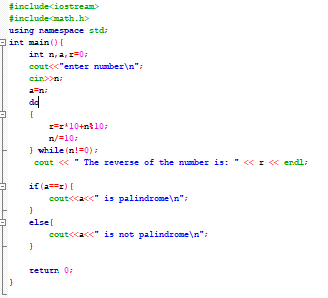 #include<iostream>
#include<math.h>
using namespace std;
int main(){
int n,a,r=0;
cout<<"enter number\n";
cin>>n;
a=n;
do
{
r=r*10+n%10;
n/=10;
} while(n!=0);
cout << " The reverse of the number is: " << r << endl;
if(a==r){
cout<<a<<" is palindrome\n";
}
else{
cout<<a<<" is not palindrome\n";
}
return 0;
}